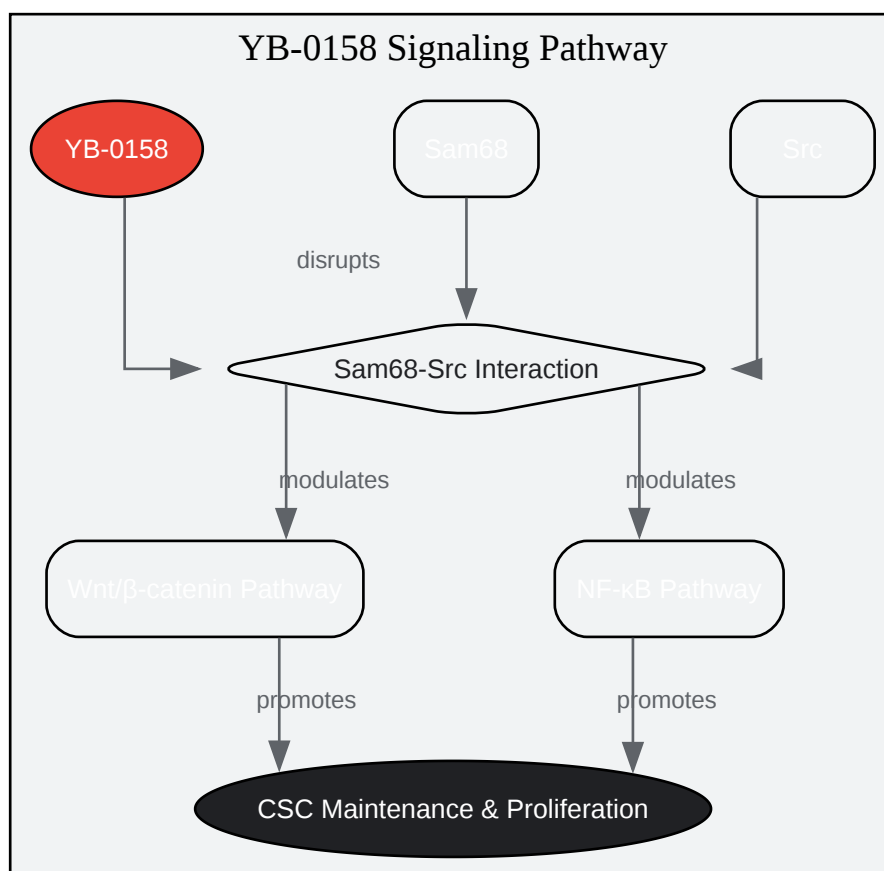 YB-0158 Signaling Pathway
YB-0158
Sam68
Src
disrupts
Sam68-Src Interaction
modulates
modulates
Wnt/β-catenin Pathway
NF-κB Pathway
promotes
promotes
CSC Maintenance & Proliferation